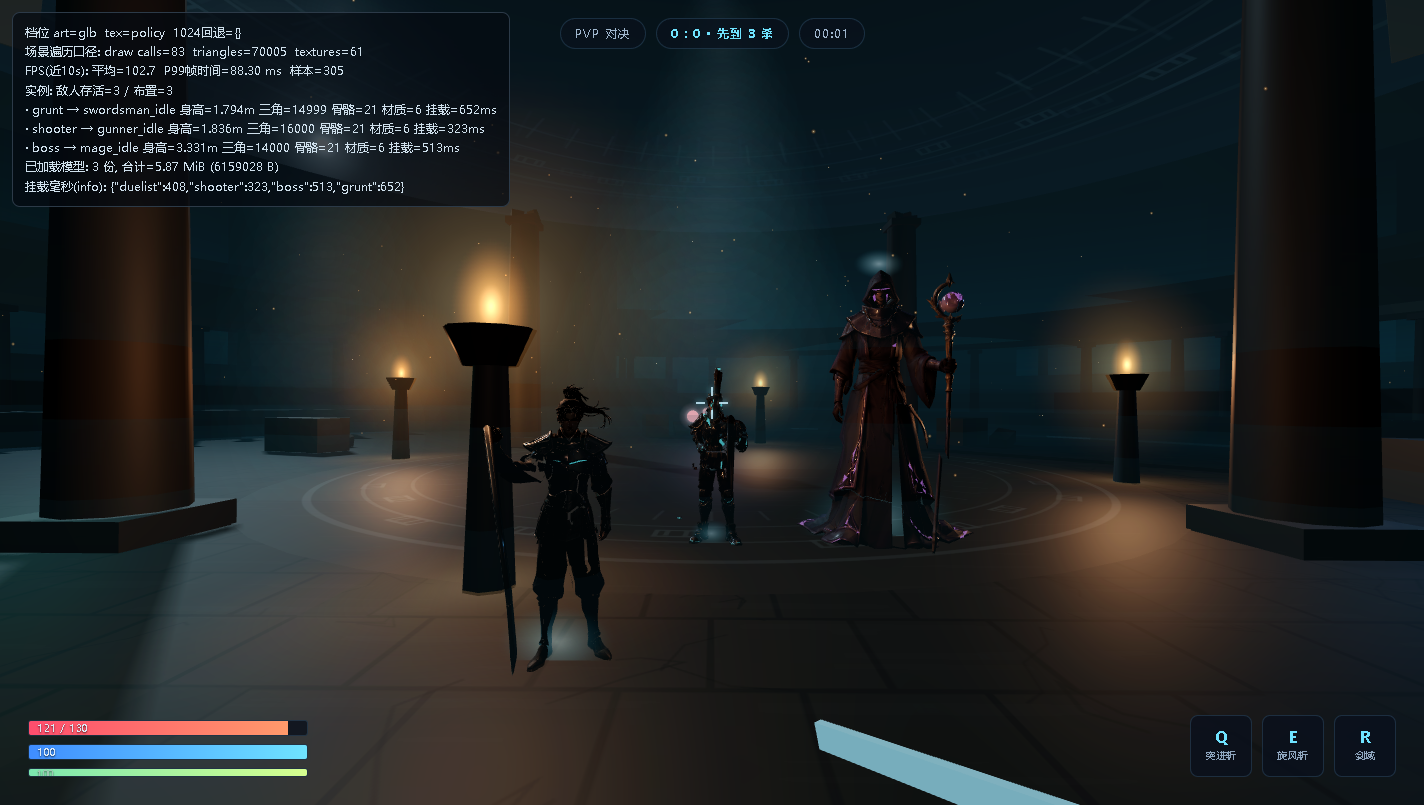 档位 art=glb tex=policy 1024回退={}
场景遍历口径: draw calls=83 triangles=70005 textures=61
FPS(近10s): 平均=102.7 P99帧时间=88.30 ms 样本=305
实例: 敌人存活=3 / 布置=3
· grunt → swordsman_idle 身高=1.794m 三角=14999 骨骼=21 材质=6 挂载=652ms
· shooter → gunner_idle 身高=1.836m 三角=16000 骨骼=21 材质=6 挂载=323ms
· boss → mage_idle 身高=3.331m 三角=14000 骨骼=21 材质=6 挂载=513ms
已加载模型: 3 份, 合计=5.87 MiB (6159028 B)
挂载毫秒(info): {"duelist":408,"shooter":323,"boss":513,"grunt":652}
PVP 对决
0 : 0 · 先到 3 杀
00:01
121 / 130
100
Q
突进斩
E
旋风斩
R
剑域